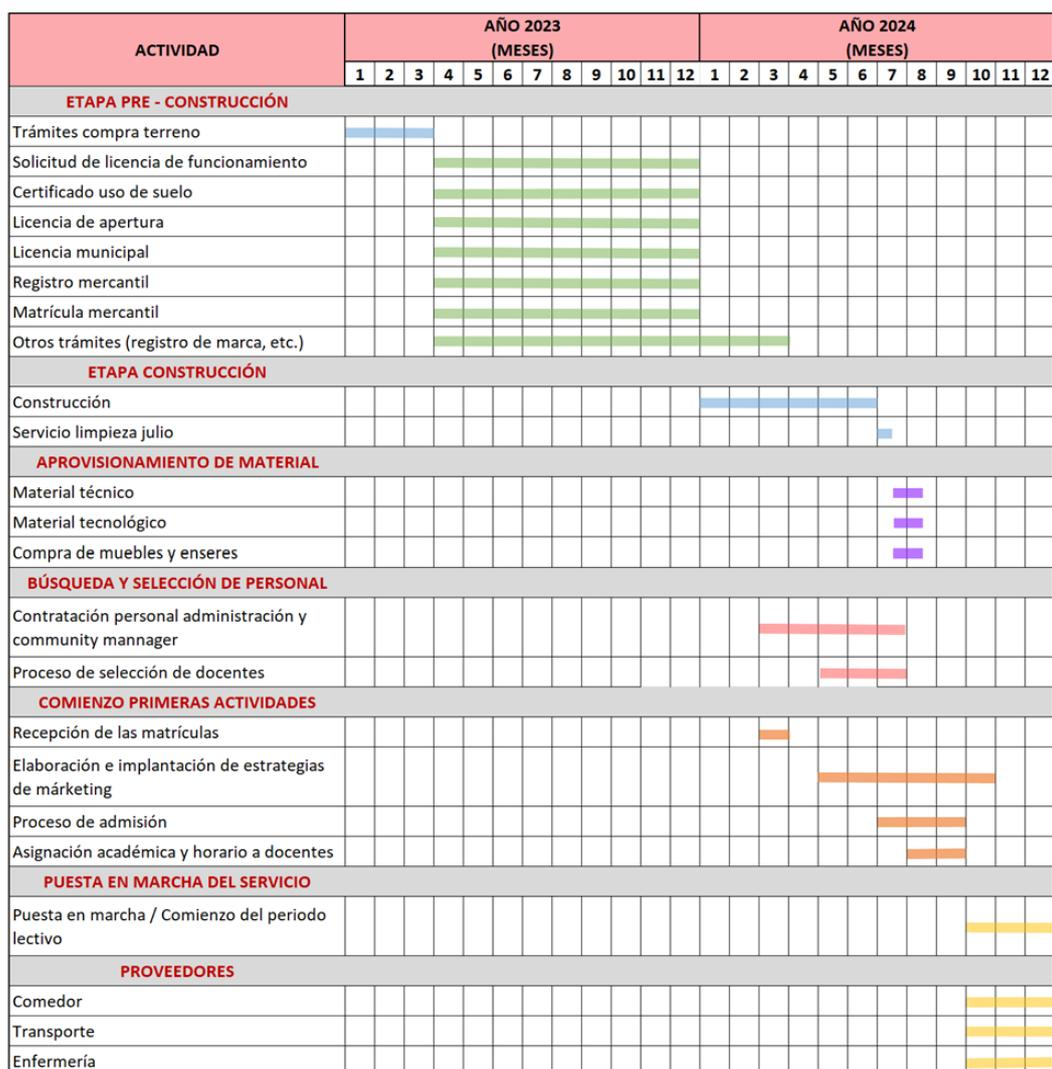 ACTIVIDAD
AÑO 2023
(MESES)
AÑO 2024
(MESES)
1 2 3 4 5 6 7 8 9 10 11 12 1 2 3 4 5 6 7 8 9 10 11 12
ETAPA PRE - CONSTRUCCIÓN
Trámites compra terreno
Solicitud de licencia de funcionamiento
Certificado uso de suelo
Licencia de apertura
Licencia municipal
Registro mercantil
Matrícula mercantil
Otros trámites (registro de marca, etc.)
ETAPA CONSTRUCCIÓN
Construcción
Servicio limpieza julio
APROVISIONAMIENTO DE MATERIAL
Material técnico
Material tecnológico
Compra de muebles y enseres
BÚSQUEDA Y SELECCIÓN DE PERSONAL
Contratación personal administración y
community mannager
Proceso de selección de docentes
COMIENZO PRIMERAS ACTIVIDADES
Recepción de las matrículas
Elaboración e implantación de estrategias
de márketing
Proceso de admisión
Asignación académica y horario a docentes
PUESTA EN MARCHA DEL SERVICIO
Puesta en marcha / Comienzo del periodo
lectivo
PROVEEDORES
Comedor
Transporte
Enfermería